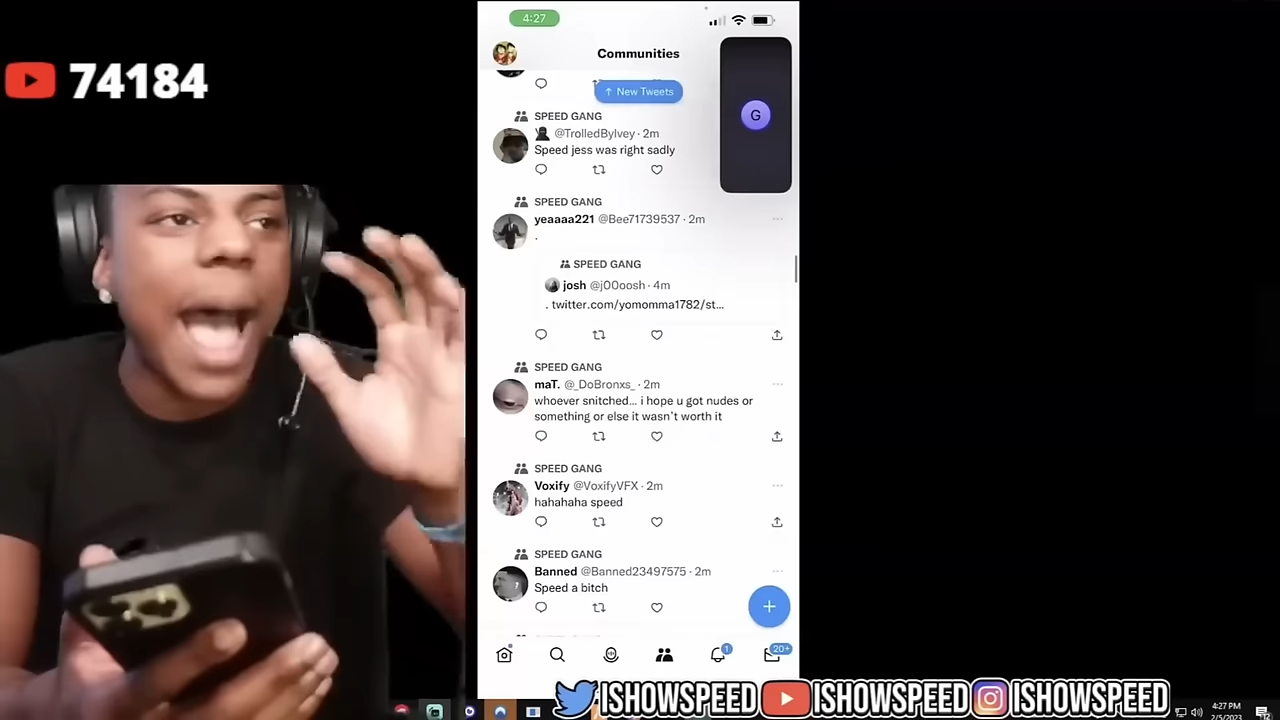 74184
4:27
Communities
↑ New Tweets
G
SPEED GANG
@TrolledByIvey · 2m
Speed jess was right sadly
SPEED GANG
yeaaaa221 @Bee71739537 · 2m
.
SPEED GANG
josh @j00oosh · 4m
. twitter.com/yomomma1782/st...
SPEED GANG
maT. @_DoBronxs_ · 2m
whoever snitched... i hope u got nudes or
something or else it wasn't worth it
SPEED GANG
Voxify @VoxifyVFX · 2m
hahahaha speed
SPEED GANG
Banned @Banned23497575 · 2m
Speed a bitch
1
20+
ISHOWSPEED ISHOWSPEED ISHOWSPEED
4:27 PM